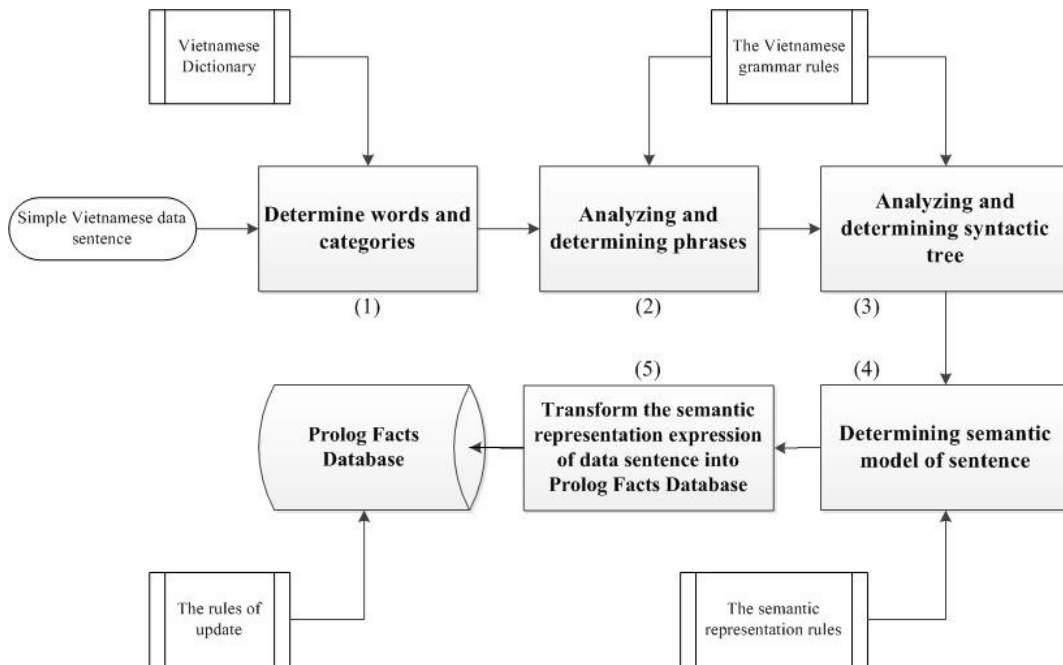 Vietnamese
Dictionary
The Vietnamese
grammar rules
Simple Vietnamese data
sentence
Determine words and
categories
Analyzing and
determining phrases
Analyzing and
determining syntactic
tree
(1)
(2)
(3)
(5)
(4)
Prolog Facts
Database
Transform the semantic
representation expression
of data sentence into
Prolog Facts Database
Determining semantic
model of sentence
The rules of
update
The semantic
representation rules